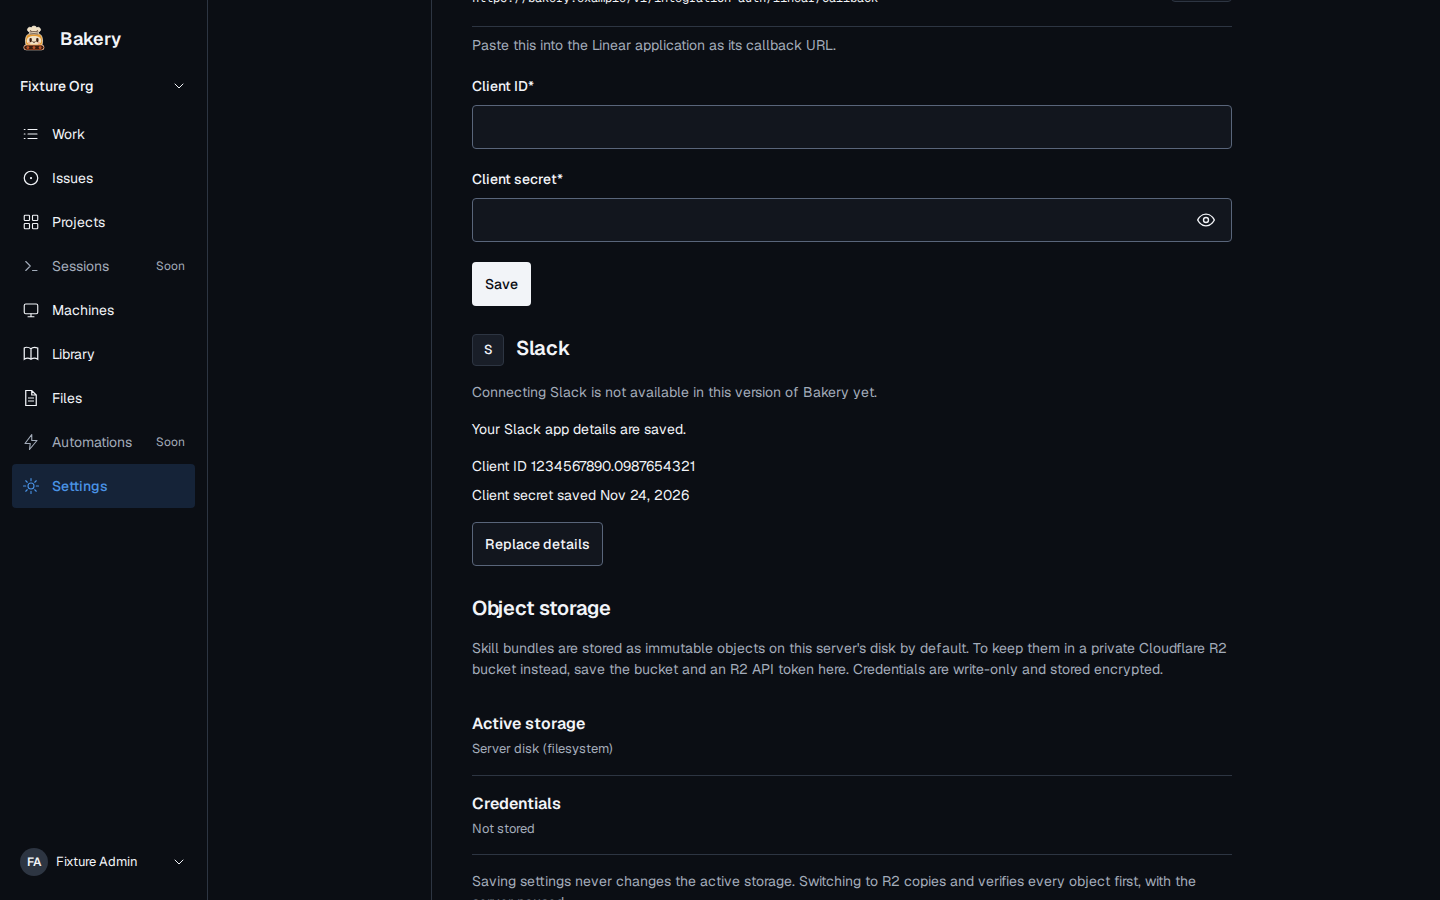 Bakery
Fixture Org
Work
Issues
Projects
Sessions Soon
Machines
Library
Files
Automations Soon
Settings
FA Fixture Admin
Paste this into the Linear application as its callback URL.
Client ID*
Client secret*
Save
S Slack
Connecting Slack is not available in this version of Bakery yet.
Your Slack app details are saved.
Client ID 1234567890.0987654321
Client secret saved Nov 24, 2026
Replace details
Object storage
Skill bundles are stored as immutable objects on this server's disk by default. To keep them in a private Cloudflare R2
bucket instead, save the bucket and an R2 API token here. Credentials are write-only and stored encrypted.
Active storage
Server disk (filesystem)
Credentials
Not stored
Saving settings never changes the active storage. Switching to R2 copies and verifies every object first, with the